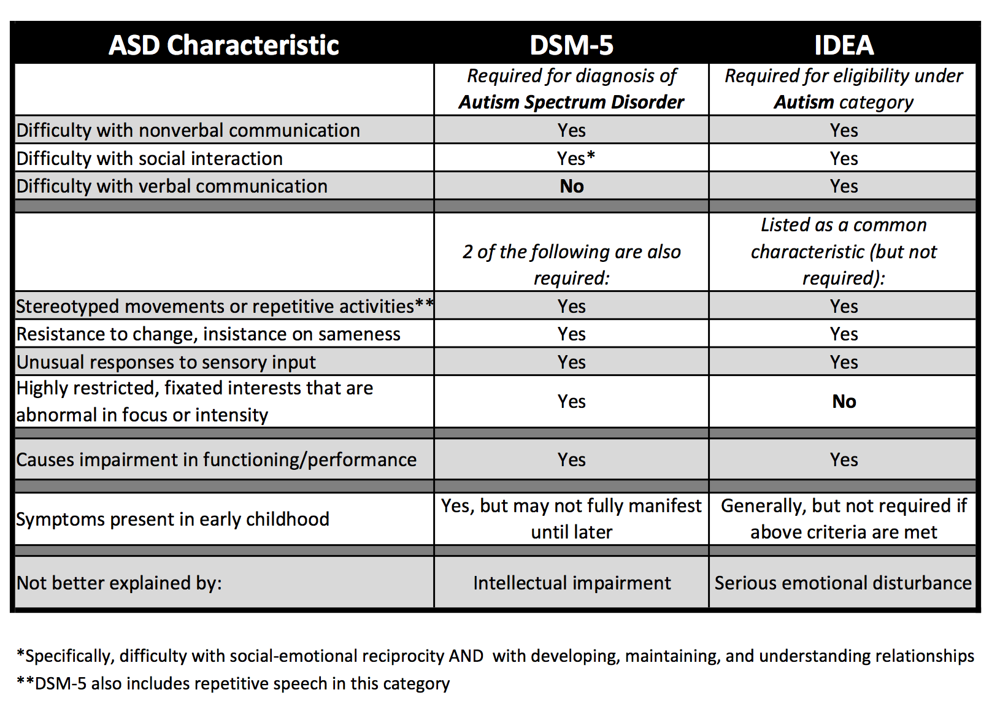 ASD Characteristic DSM-5 IDEA
Required for diagnosis of Autism Spectrum Disorder
Required for eligibility under Autism category
Difficulty with nonverbal communication Yes Yes
Difficulty with social interaction Yes* Yes
Difficulty with verbal communication No Yes
2 of the following are also required:
Listed as a common characteristic (but not required):
Stereotyped movements or repetitive activities** Yes Yes
Resistance to change, insistance on sameness Yes Yes
Unusual responses to sensory input Yes Yes
Highly restricted, fixated interests that are abnormal in focus or intensity Yes No
Causes impairment in functioning/performance Yes Yes
Symptoms present in early childhood Yes, but may not fully manifest until later Generally, but not required if above criteria are met
Not better explained by: Intellectual impairment Serious emotional disturbance
*Specifically, difficulty with social-emotional reciprocity AND with developing, maintaining, and understanding relationships
**DSM-5 also includes repetitive speech in this category